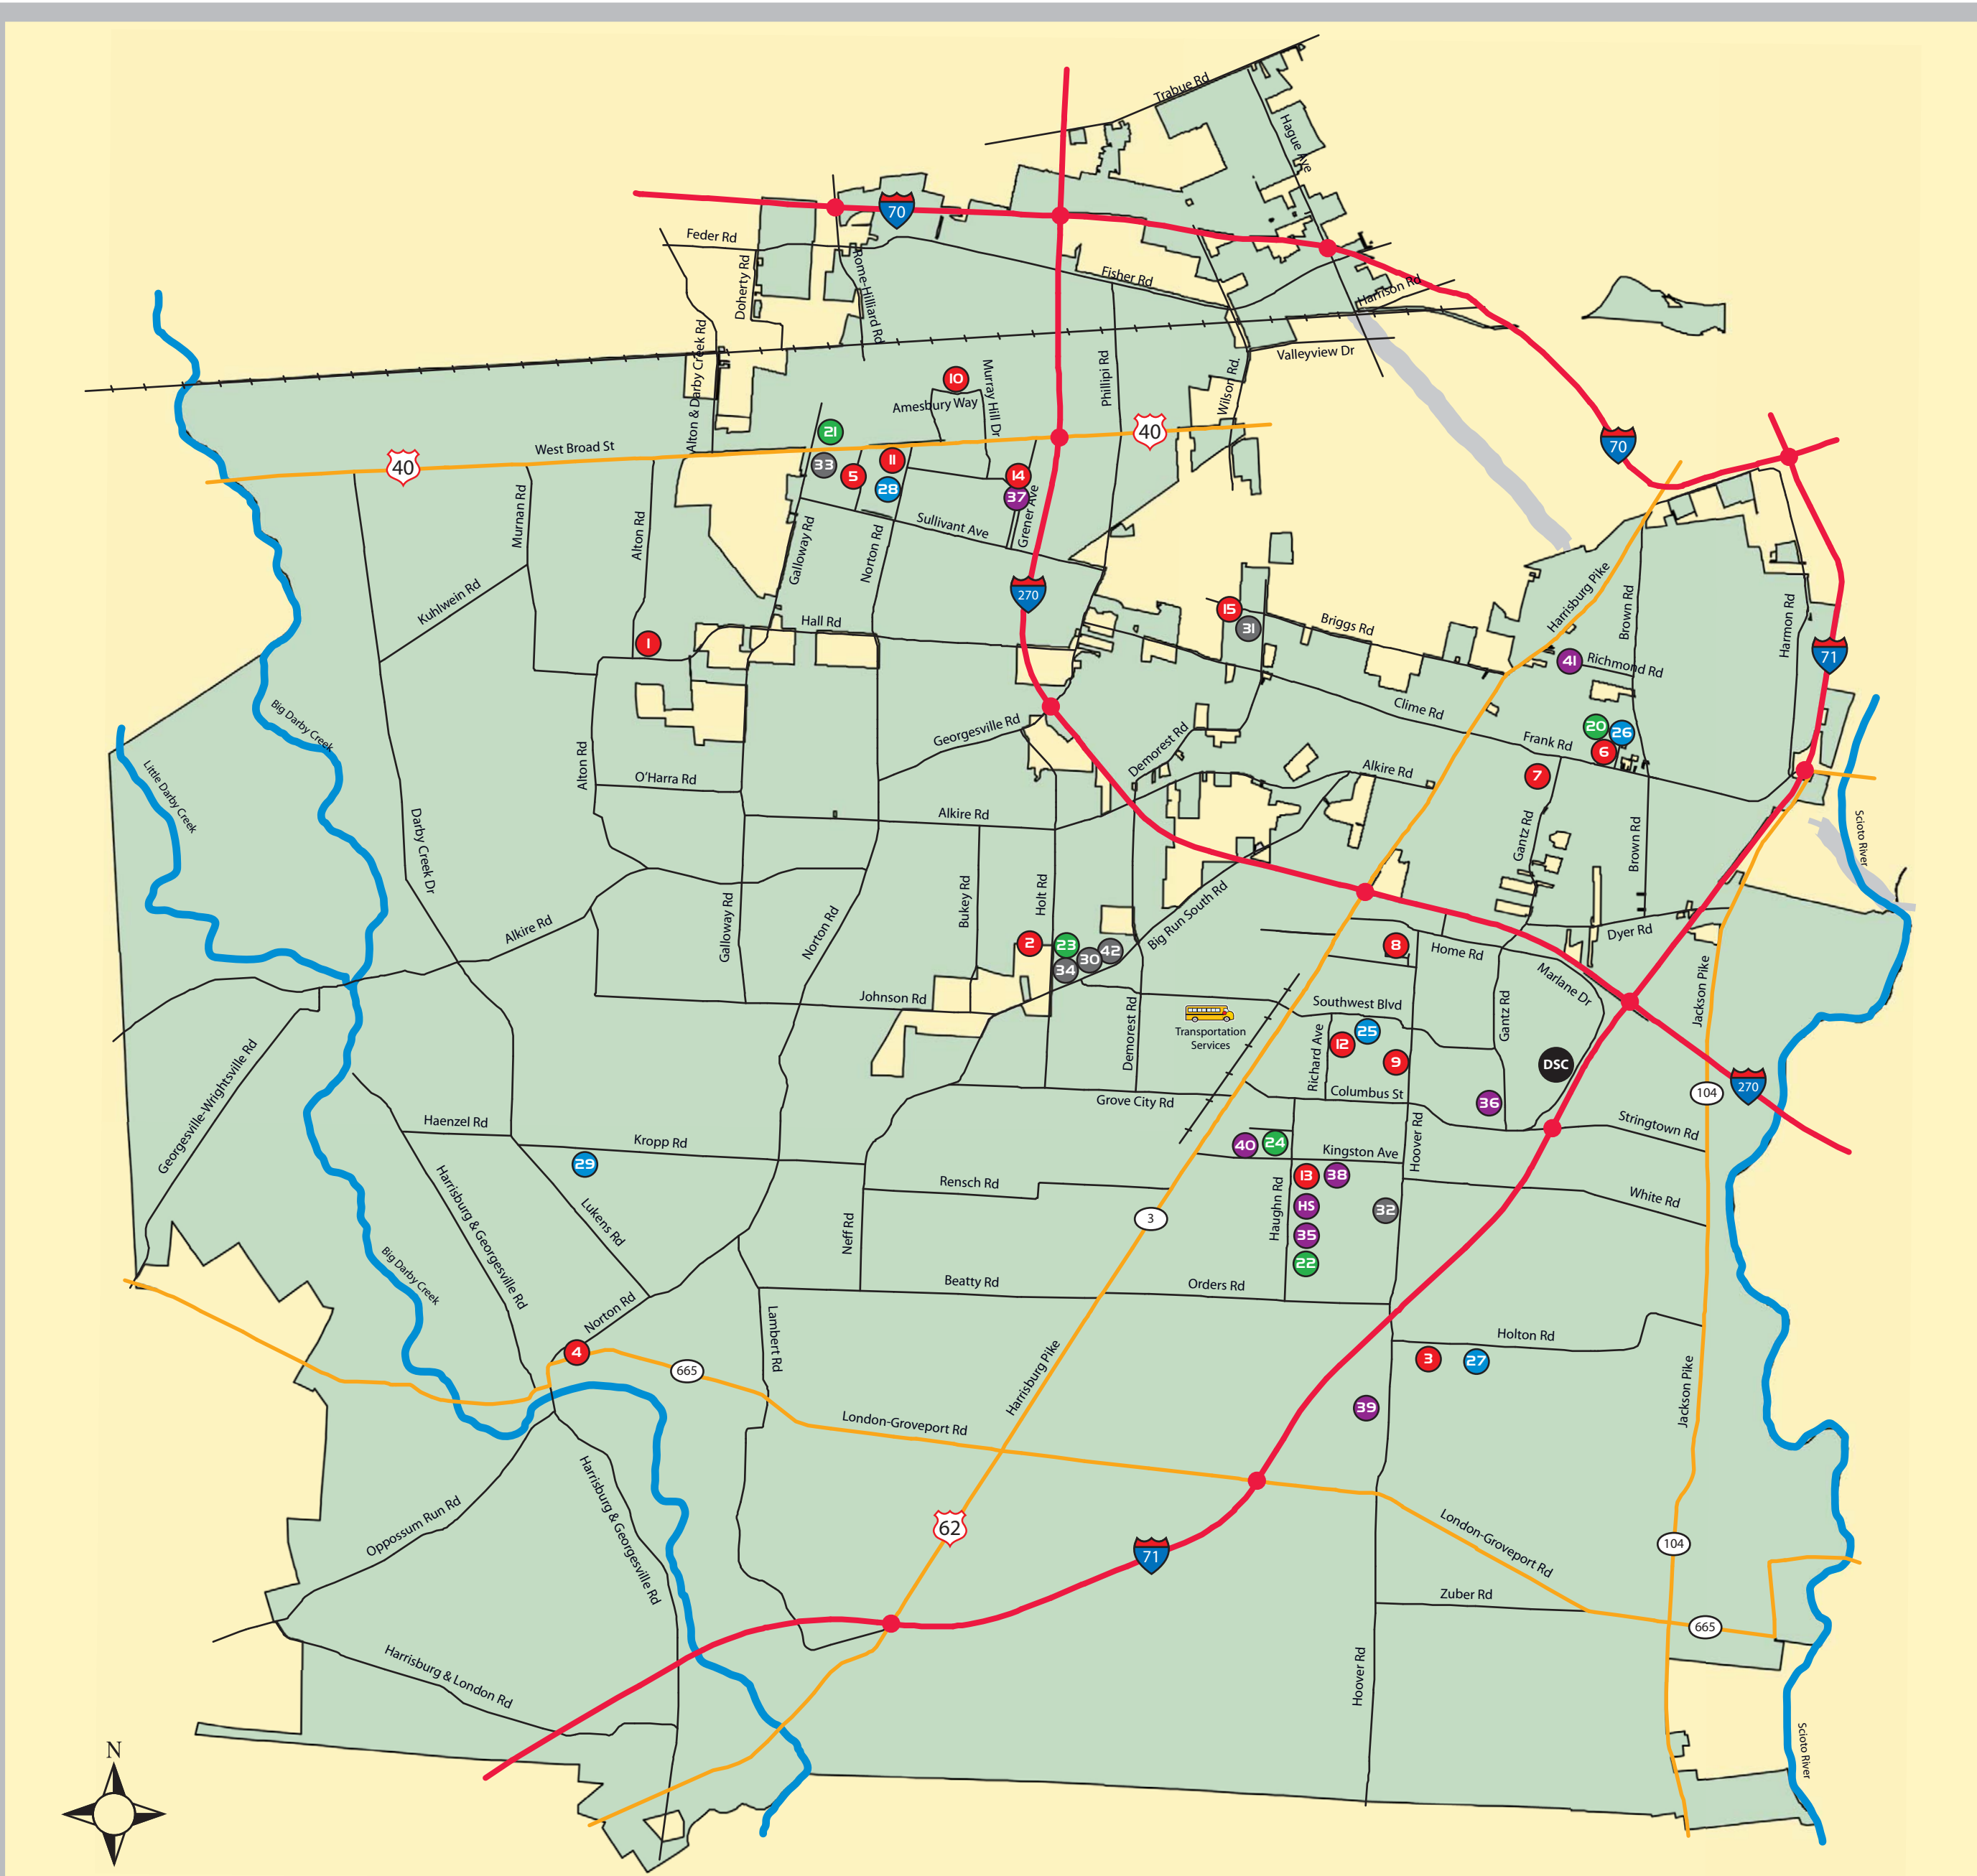 Trabue Rd
Hague Ave
70
Feder Rd
Doherty Rd
Rome-Hilliard Rd
Fisher Rd
Harrison Rd
Alton & Darby Creek Rd
Valleyview Dr
Phillipi Rd
Wilson Rd.
10
Murray Hill Dr
Amesbury Way
21
40
West Broad St
40
70
33
5
11
28
14
37
Grener Ave
Murnan Rd
Alton Rd
Galloway Rd
Norton Rd
Sullivant Ave
Kuhlwein Rd
270
15
31
Briggs Rd
Harrisburg Pike
Brown Rd
Harmon Rd
71
1
Hall Rd
41
Richmond Rd
Big Darby Creek
Clime Rd
Georgesville Rd
Demorest Rd
Frank Rd
20
26
6
7
Alton Rd
O'Harra Rd
Alkire Rd
Little Darby Creek
Darby Creek Dr
Alkire Rd
Gantz Rd
Brown Rd
Scioto River
Bukey Rd
Holt Rd
Big Run South Rd
Alkire Rd
Galloway Rd
Norton Rd
2
23
34
30
42
8
Home Rd
Dyer Rd
Marlane Dr
Jackson Pike
Johnson Rd
Demorest Rd
Transportation
Services
Southwest Blvd
Gantz Rd
25
12
9
Richard Ave
DSC
Georgesville-Wrightsville Rd
Grove City Rd
Columbus St
36
104
270
Haenzel Rd
Kropp Rd
29
40
24
Kingston Ave
Hoover Rd
Stringtown Rd
Harrisburg & Georgesville Rd
Lukens Rd
Neff Rd
Rensch Rd
3
Haughn Rd
13
38
HS
32
35
22
White Rd
Big Darby Creek
Beatty Rd
Orders Rd
Norton Rd
4
665
Lambert Rd
Harrisburg Pike
Holton Rd
3
27
39
Jackson Pike
London-Groveport Rd
Oppossum Run Rd
Harrisburg & Georgesville Rd
62
71
London-Groveport Rd
104
Zuber Rd
665
Harrisburg & London Rd
Hoover Rd
Scioto River
N